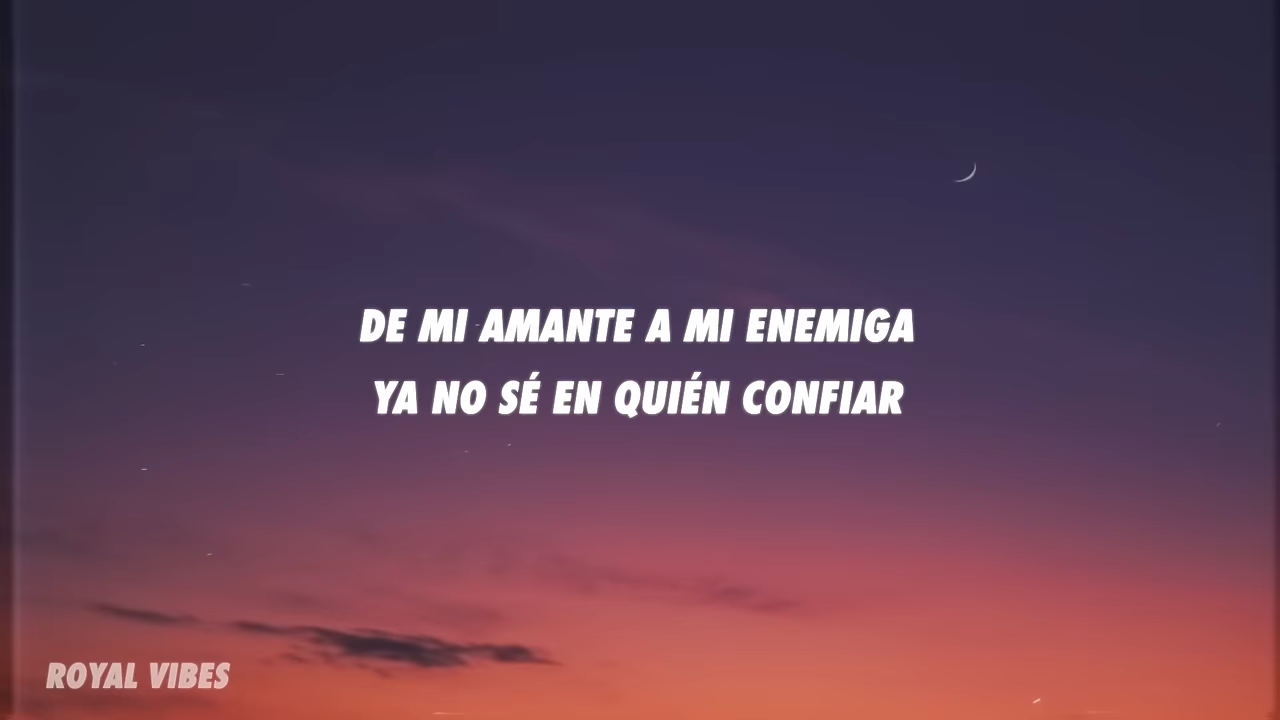 DE MI AMANTE A MI ENEMIGA
YA NO SÉ EN QUIÉN CONFIAR
ROYAL VIBES